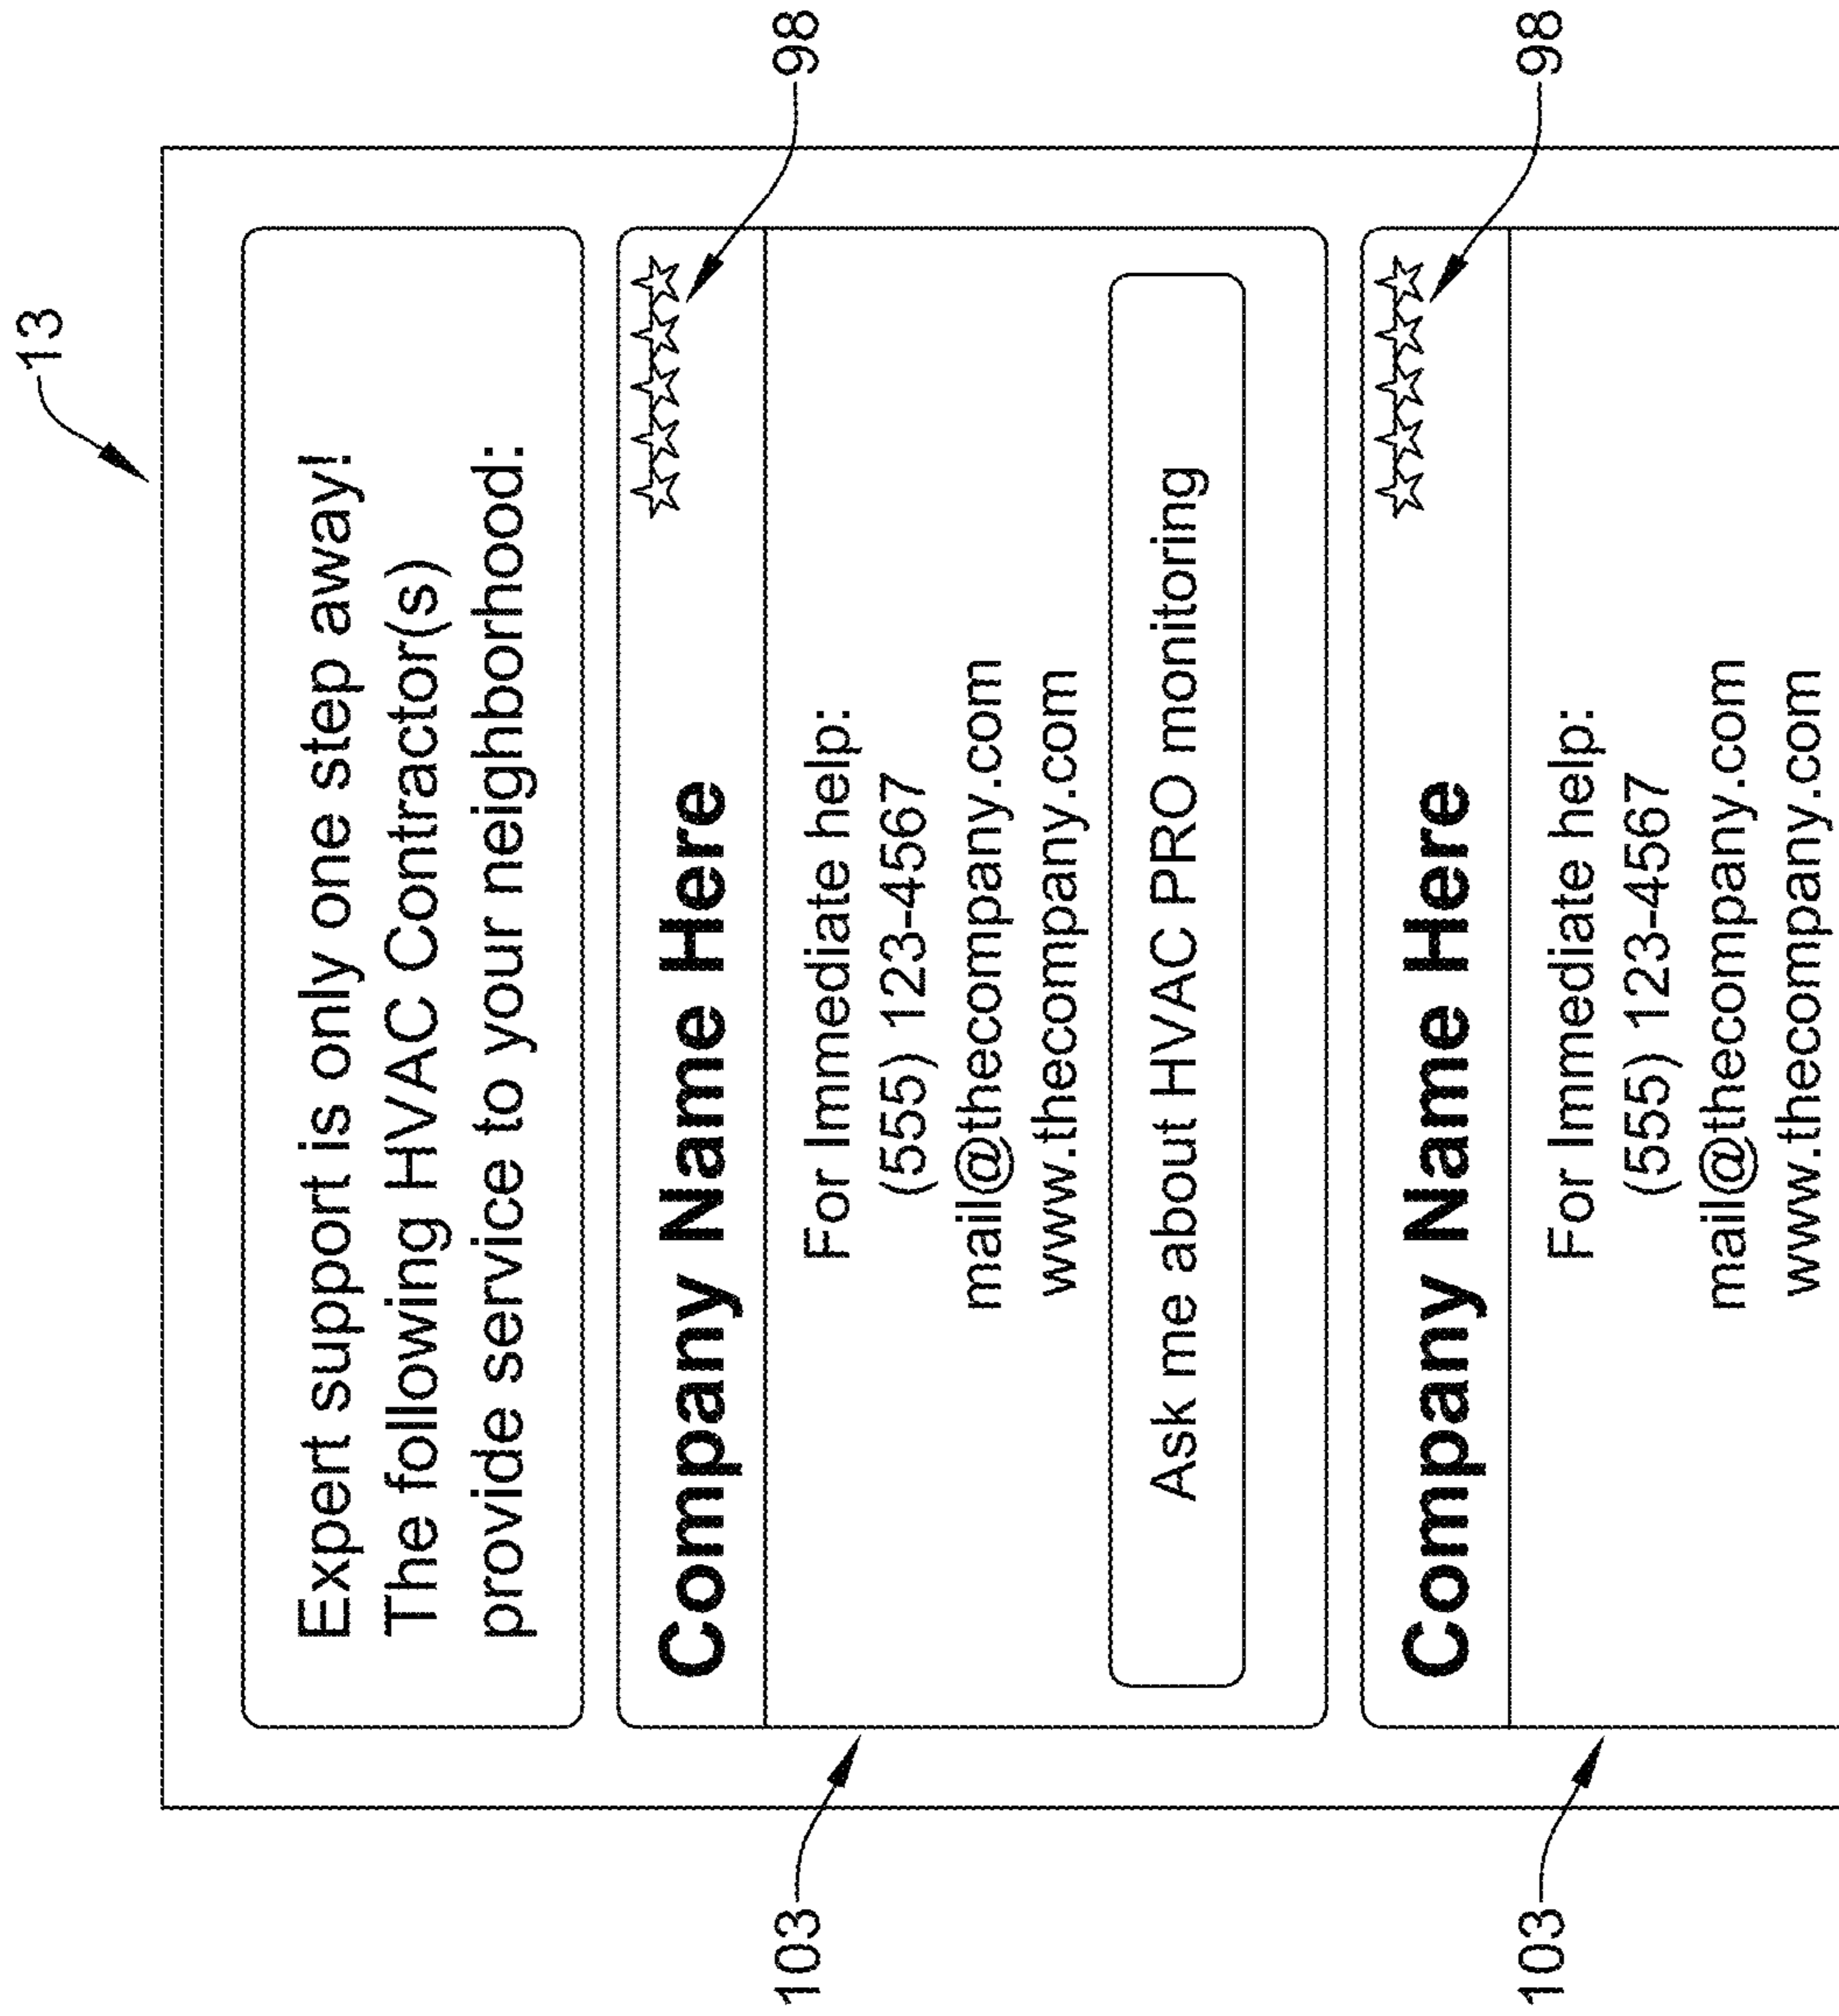 13
Expert support is only one step away!
The following HVAC Contractor(s)
provide service to your neighborhood:
Company Name Here
98
103
For Immediate help:
(555) 123-4567
mail@thecompany.com
www.thecompany.com
Ask me about HVAC PRO monitoring
Company Name Here
98
103
For Immediate help:
(555) 123-4567
mail@thecompany.com
www.thecompany.com